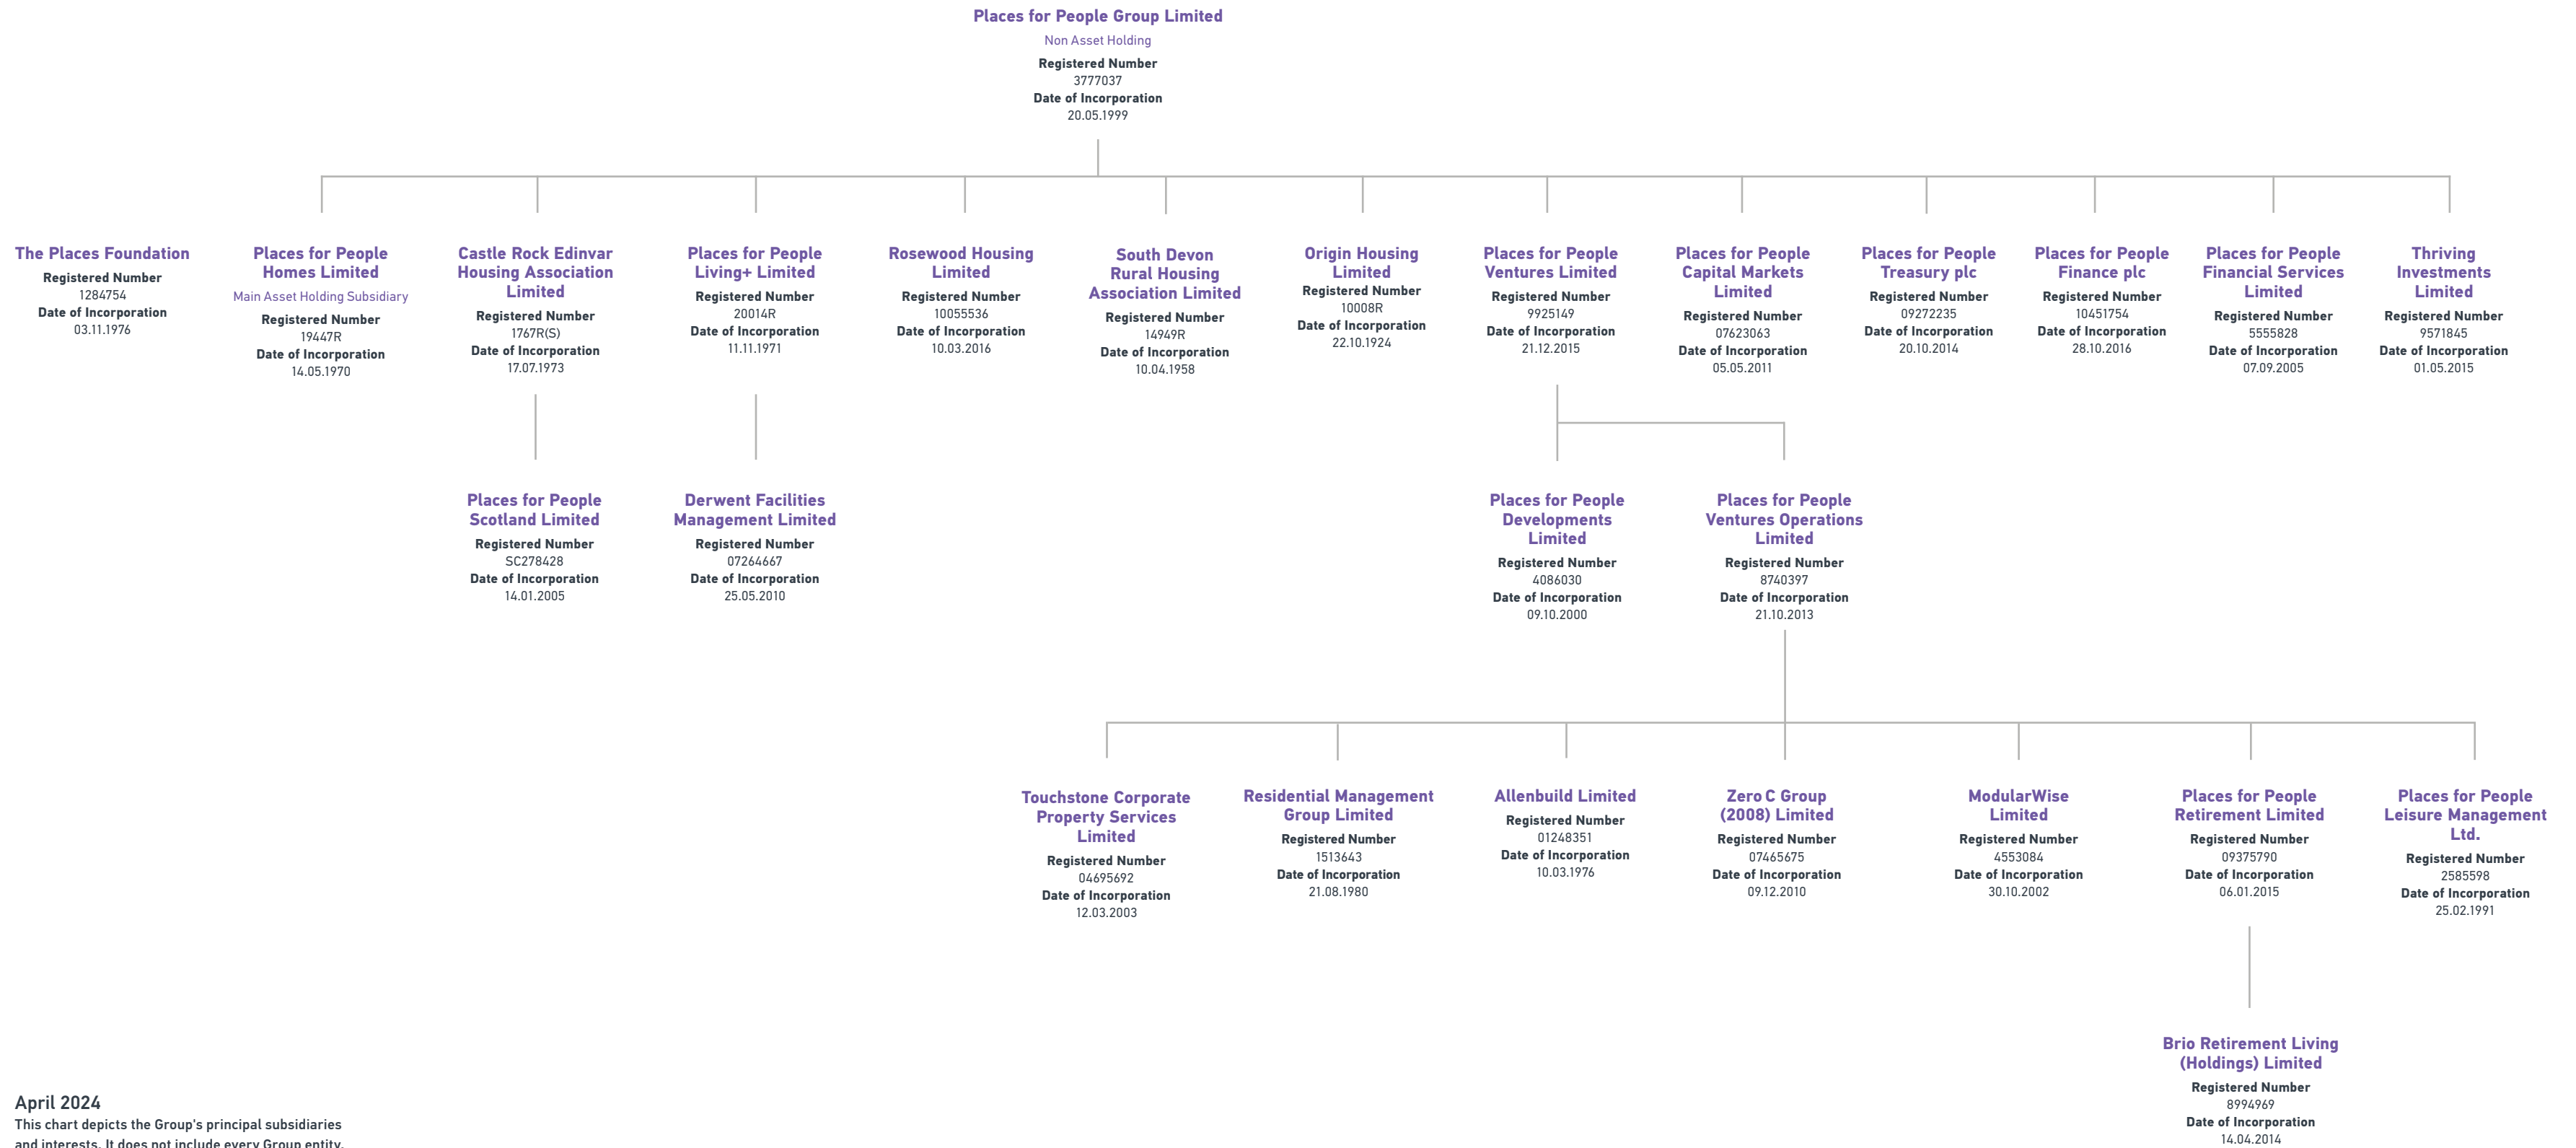 Places for People Group Limited
Non Asset Holding
Registered Number
3777037
Date of Incorporation
20.05.1999
The Places Foundation
Registered Number
1284754
Date of Incorporation
03.11.1976
Places for People
Homes Limited
Main Asset Holding Subsidiary
Registered Number
19447R
Date of Incorporation
14.05.1970
Castle Rock Edinvar
Housing Association
Limited
Registered Number
1767R(S)
Date of Incorporation
17.07.1973
Places for People
Living+ Limited
Registered Number
20014R
Date of Incorporation
11.11.1971
Rosewood Housing
Limited
Registered Number
10055536
Date of Incorporation
10.03.2016
South Devon
Rural Housing
Association Limited
Registered Number
14949R
Date of Incorporation
10.04.1958
Origin Housing
Limited
Registered Number
10008R
Date of Incorporation
22.10.1924
Places for People
Ventures Limited
Registered Number
9925149
Date of Incorporation
21.12.2015
Places for People
Capital Markets
Limited
Registered Number
07623063
Date of Incorporation
05.05.2011
Places for People
Treasury plc
Registered Number
09272235
Date of Incorporation
20.10.2014
Places for People
Finance plc
Registered Number
10451754
Date of Incorporation
28.10.2016
Places for People
Financial Services
Limited
Registered Number
5555828
Date of Incorporation
07.09.2005
Thriving
Investments
Limited
Registered Number
9571845
Date of Incorporation
01.05.2015
Places for People
Scotland Limited
Registered Number
SC278428
Date of Incorporation
14.01.2005
Derwent Facilities
Management Limited
Registered Number
07264667
Date of Incorporation
25.05.2010
Places for People
Developments
Limited
Registered Number
4086030
Date of Incorporation
09.10.2000
Places for People
Ventures Operations
Limited
Registered Number
8740397
Date of Incorporation
21.10.2013
Touchstone Corporate
Property Services
Limited
Registered Number
04695692
Date of Incorporation
12.03.2003
Residential Management
Group Limited
Registered Number
1513643
Date of Incorporation
21.08.1980
Allenbuild Limited
Registered Number
01248351
Date of Incorporation
10.03.1976
Zero C Group
(2008) Limited
Registered Number
07465675
Date of Incorporation
09.12.2010
ModularWise
Limited
Registered Number
4553084
Date of Incorporation
30.10.2002
Places for People
Retirement Limited
Registered Number
09375790
Date of Incorporation
06.01.2015
Places for People
Leisure Management
Ltd.
Registered Number
2585598
Date of Incorporation
25.02.1991
Brio Retirement Living
(Holdings) Limited
Registered Number
8994969
Date of Incorporation
14.04.2014
April 2024
This chart depicts the Group's principal subsidiaries
and interests. It does not include every Group entity.